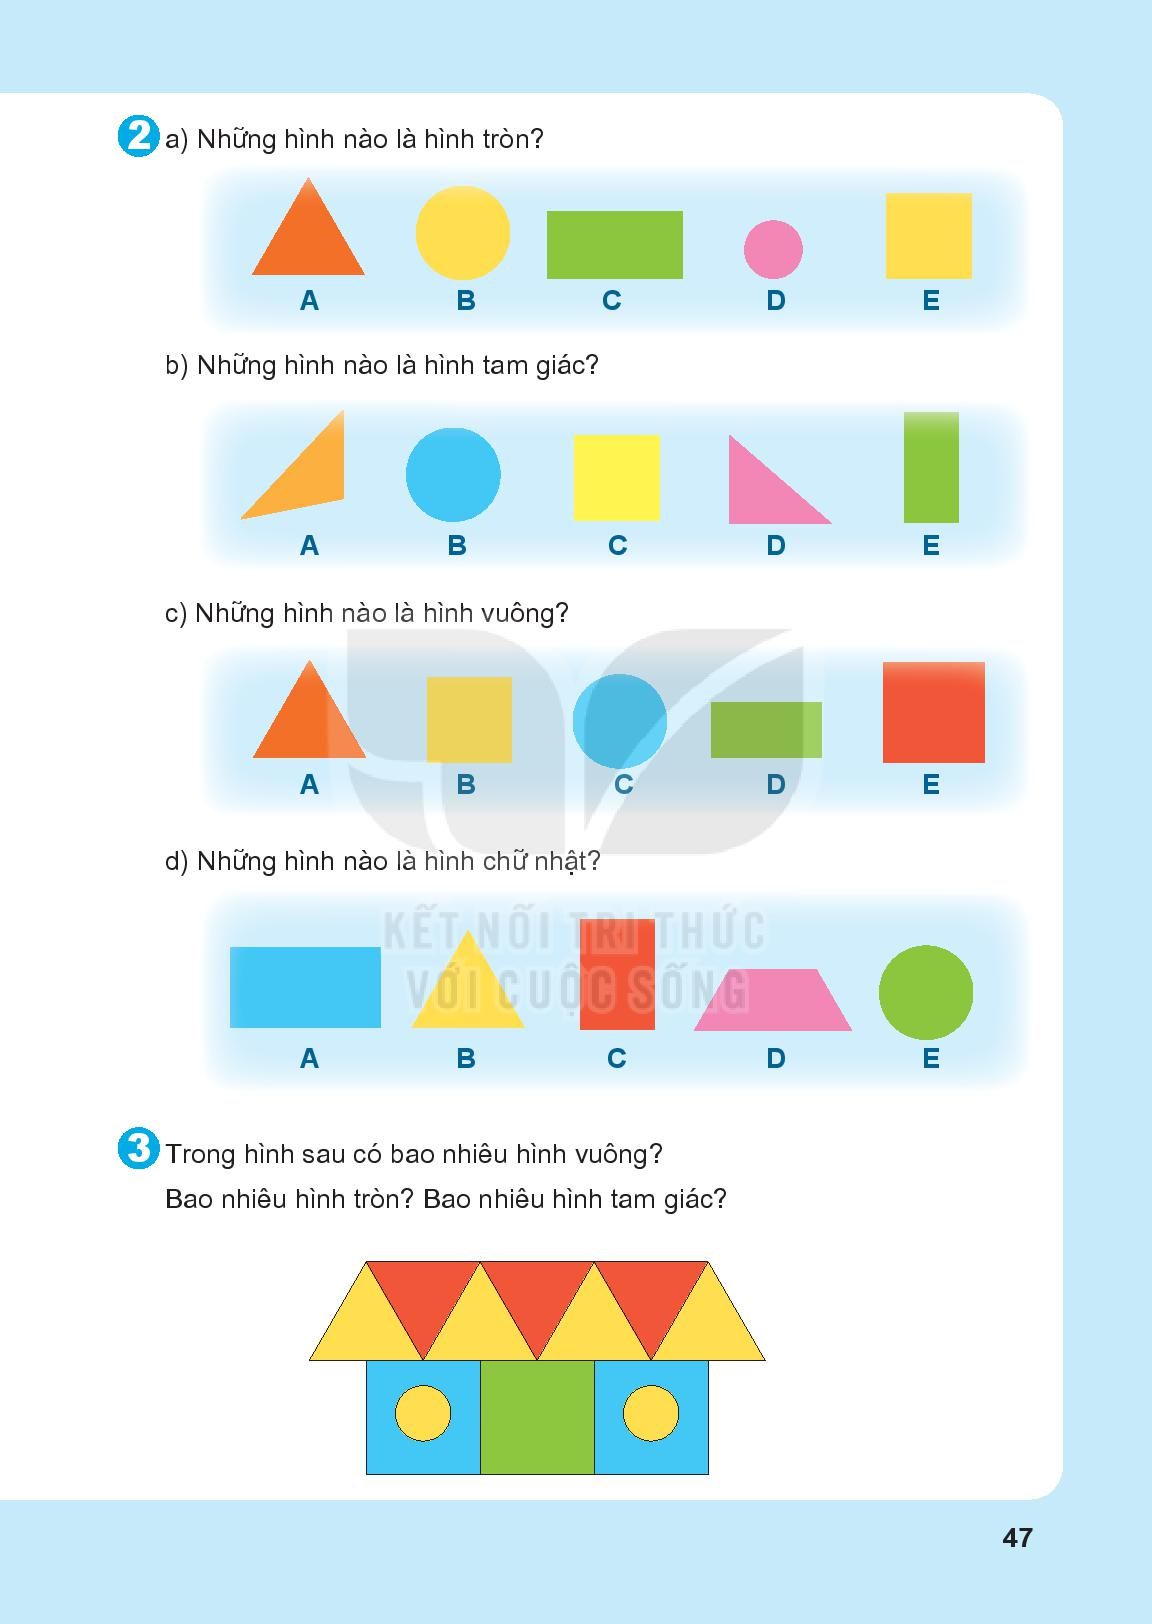 2 a) Những hình nào là hình tròn?
A B C D E
b) Những hình nào là hình tam giác?
A B C D E
c) Những hình nào là hình vuông?
A B C D E
d) Những hình nào là hình chữ nhật?
KẾT NỐI TRI THỨC
VỚI CUỘC SỐNG
A B C D E
3 Trong hình sau có bao nhiêu hình vuông?
Bao nhiêu hình tròn? Bao nhiêu hình tam giác?
47